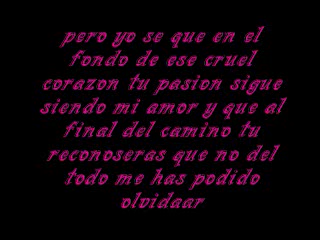 pero yo se que en el
fondo de ese cruel
corazon tu pasion sigue
siendo mi amor y que al
final del camino tu
reconoseras que no del
todo me has podido
olvidaar